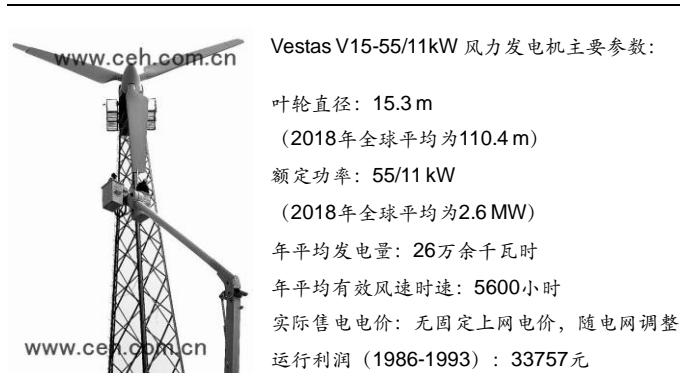 www.ceh.com.cn
Vestas V15-55/11kW 风力发电机主要参数：
叶轮直径：15.3 m
（2018年全球平均为110.4 m）
额定功率：55/11 kW
（2018年全球平均为2.6 MW）
年平均发电量：26万余千瓦时
年平均有效风速时速：5600小时
实际售电电价：无固定上网电价，随电网调整
www.ceh.com.cn
运行利润（1986-1993）：33757元